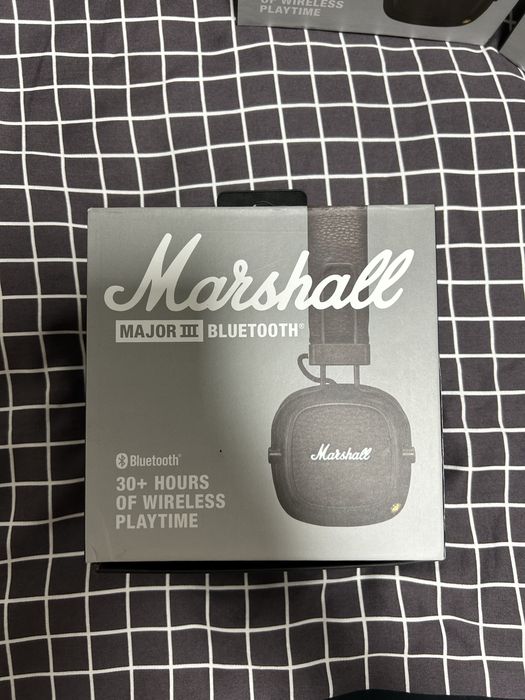 OF WIRELESS
PLAYTIME
Marshall
MAJOR III BLUETOOTH®
Marshall
Bluetooth®
30+ HOURS
OF WIRELESS
PLAYTIME